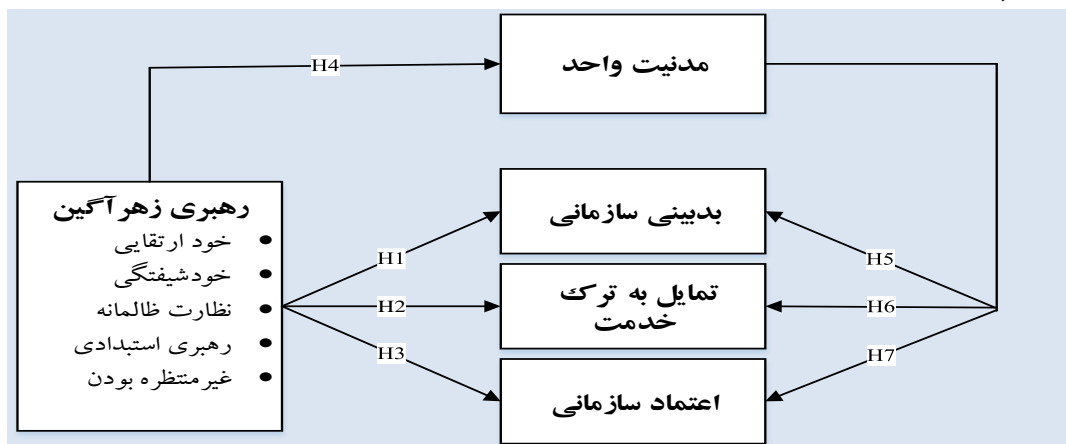 مدنیت واحد
H4
رهبری زهرآگین
خود ارتقایی
خودشیفتگی
نظارت ظالمانه
رهبری استبدادی
غیرمنتظره بودن
بدبینی سازمانی
تمایل به ترک
خدمت
اعتماد سازمانی
H1
H2
H3
H5
H6
H7